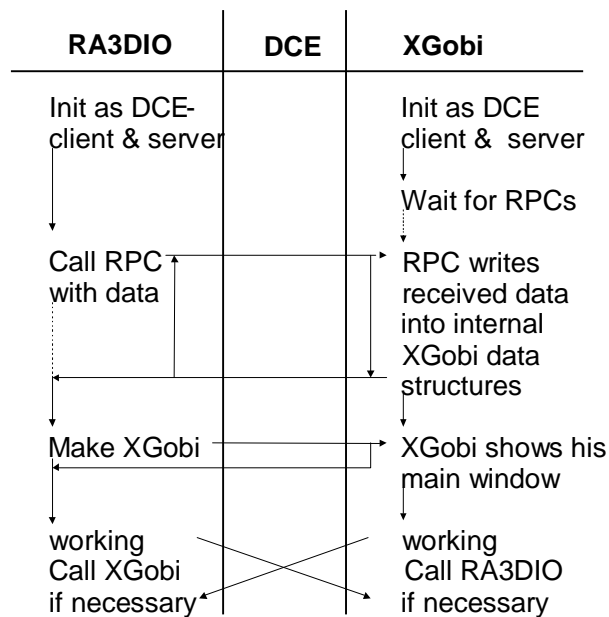 RA3DIO DCE XGobi
Init as DCE-
client & server
Init as DCE
client & server
Wait for RPCs
Call RPC
with data
RPC writes
received data
into internal
XGobi data
structures
Make XGobi
XGobi shows his
main window
working
Call XGobi
if necessary
working
Call RA3DIO
if necessary